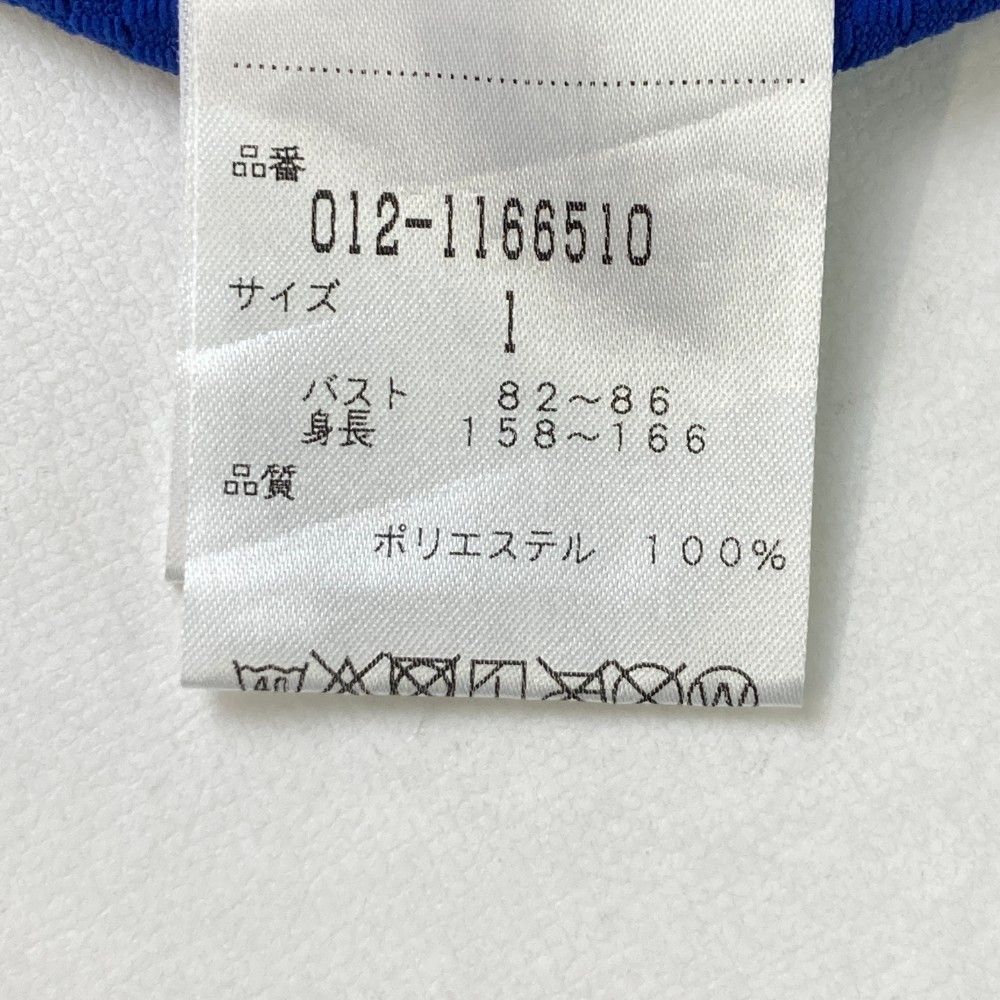 品番
012-1166510
サイズ 1
バスト 82～86
身長 158～166
品質
ポリエステル 100%
40
W